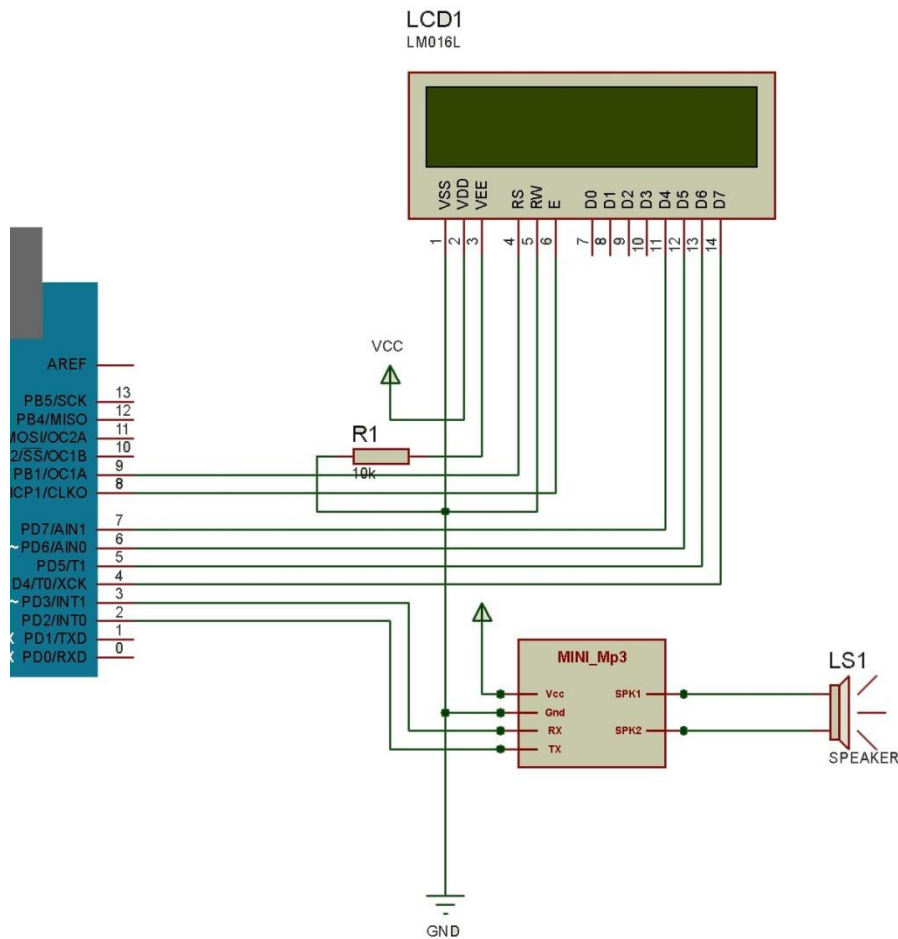 LCD1
LM016L
VSS
VDD
VEE
RS
RW
E
D0
D1
D2
D3
D4
D5
D6
D7
1
2
3
4
5
6
7
8
9
10
11
12
13
14
VCC
AREF
PB5/SCK 13
PB4/MISO 12
MOSI/OC2A 11
2/SS/OC1B 10
PB1/OC1A 9
ICP1/CLKO 8
PD7/AIN1 7
~PD6/AIN0 6
PD5/T1 5
D4/T0/XCK 4
~PD3/INT1 3
PD2/INT0 2
PD1/TXD 1
PD0/RXD 0
R1
10k
MINI_Mp3
Vcc SPK1
Gnd
RX SPK2
TX
LS1
SPEAKER
GND